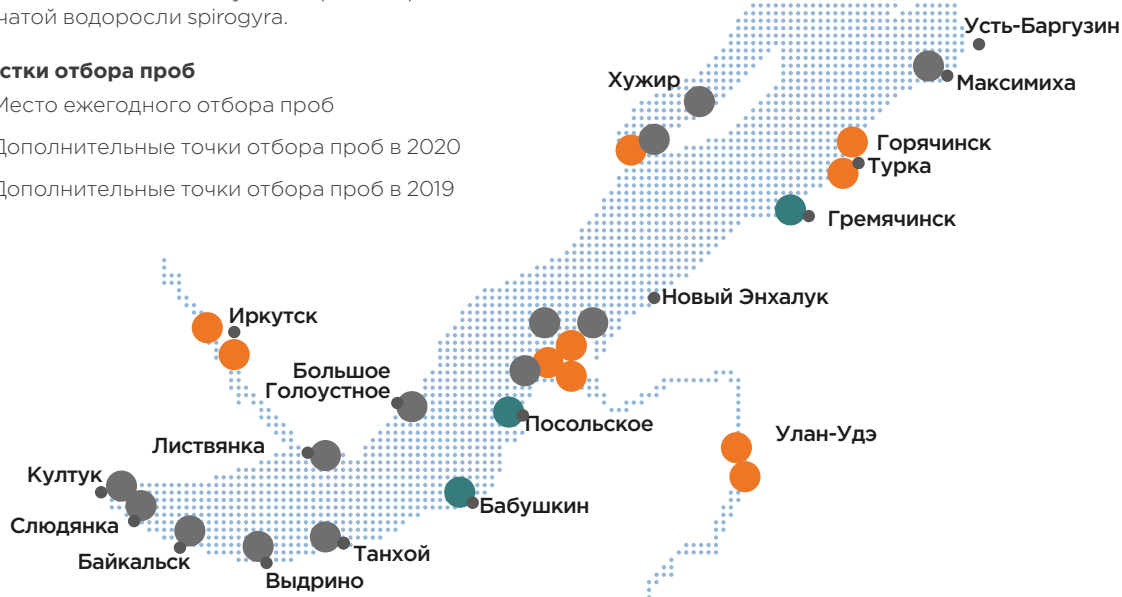 чатой водоросли spirogyra.
стки отбора проб
Место ежегодного отбора проб
Дополнительные точки отбора проб в 2020
Дополнительные точки отбора проб в 2019
Усть-Баргузин
Хужир
Максимиха
Горячинск
Турка
Гремячинск
Новый Энхалук
Иркутск
Большое
Голоустное
Посольское
Улан-Удэ
Листвянка
Култук
Бабушкин
Слюдянка
Танхой
Байкальск
Выдрино